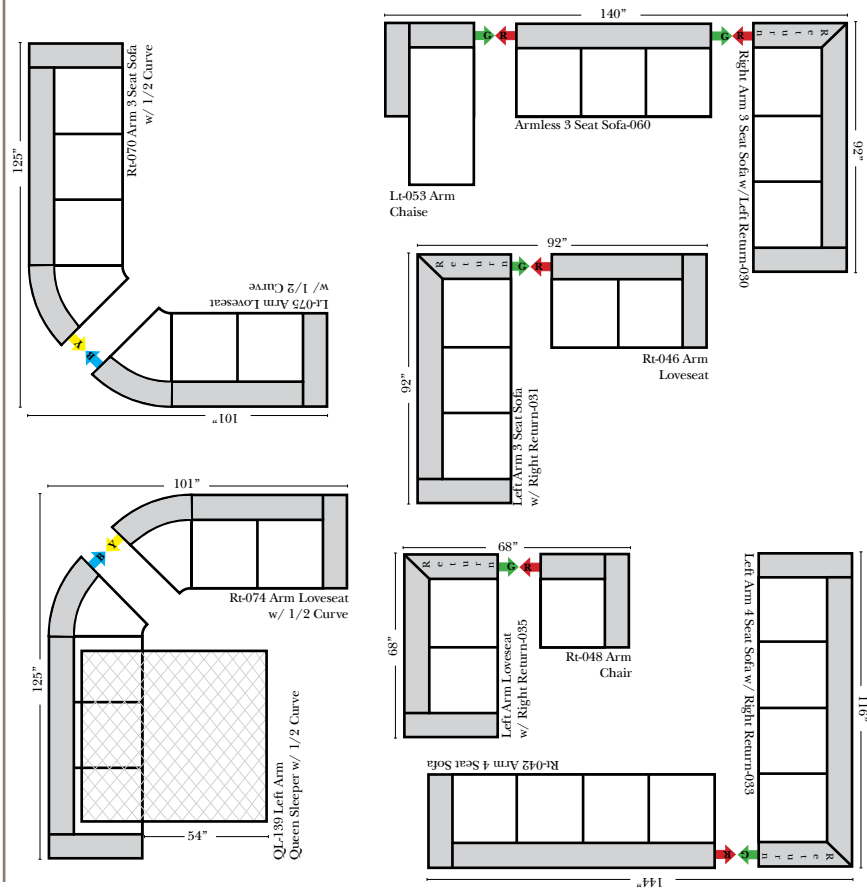 125”
Rt-070 Arm 3 Seat Sofa
w/ 1/2 Curve
Y
B
Lt-075 Arm Loveseat
w/ 1/2 Curve
101”
140”
G
R
G
R
Return
Lt-053 Arm
Chaise
Armless 3 Seat Sofa-060
Right Arm 3 Seat Sofa w/Left Return-030
92”
92”
Return
G
R
92”
Left Arm 3 Seat Sofa
w/ Right Return-031
Rt-046 Arm
Loveseat
101”
B
Y
Rt-074 Arm Loveseat
w/ 1/2 Curve
125”
54”
QL-139 Left Arm
Queen Sleeper w/ 1/2 Curve
68”
Return
G
R
68”
Left Arm Loveseat
w/ Right Return-035
Rt-048 Arm
Chair
Left Arm 4 Seat Sofa w/ Right Return-033
116”
Rt-042 Arm 4 Seat Sofa
R
G
Return
144”